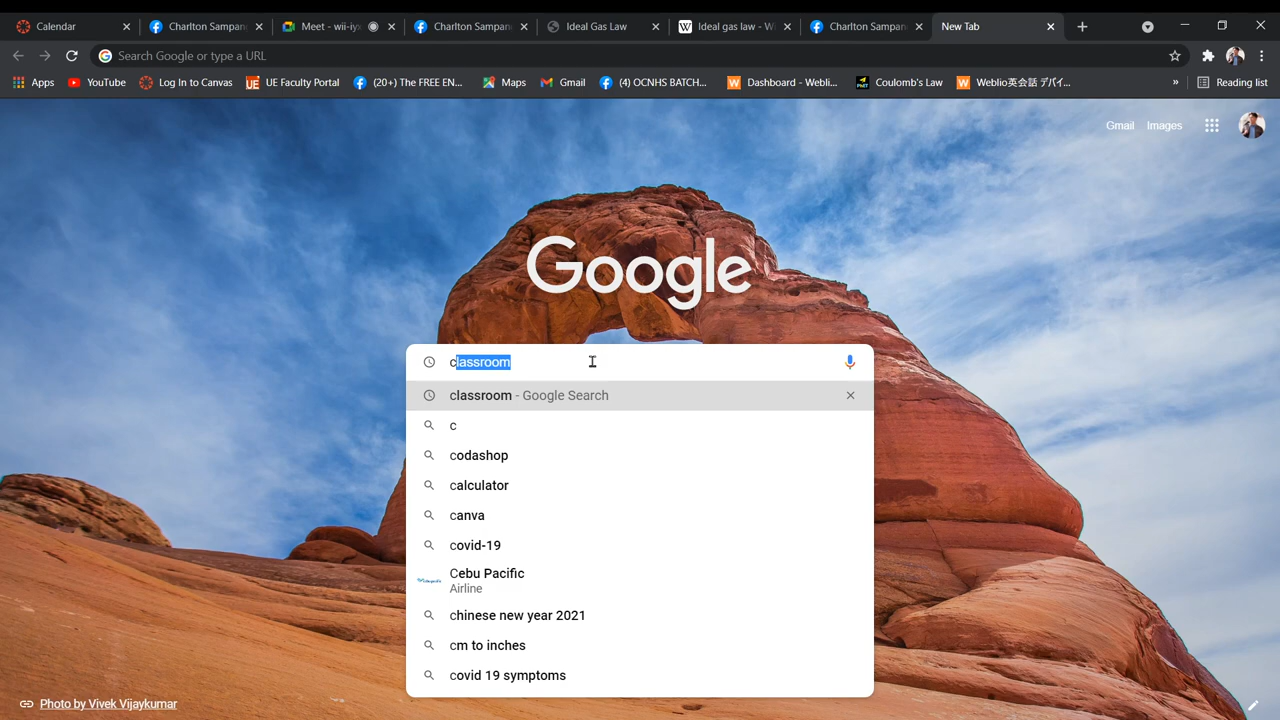 Calendar
Charlton Sampan
Meet - wii-iyx
Charlton Sampan
Ideal Gas Law
Ideal gas law - Wi
Charlton Sampan
New Tab
Search Google or type a URL
Apps
YouTube
Log In to Canvas
UE Faculty Portal
(20+) The FREE EN...
Maps
Gmail
(4) OCNHS BATCH...
Dashboard - Webli...
Coulomb's Law
Weblio英会話 デバイ...
»
Reading list
Gmail
Images
Google
classroom
classroom - Google Search
c
codashop
calculator
canva
covid-19
Cebu Pacific
Airline
chinese new year 2021
cm to inches
covid 19 symptoms
Photo by Vivek Vijaykumar